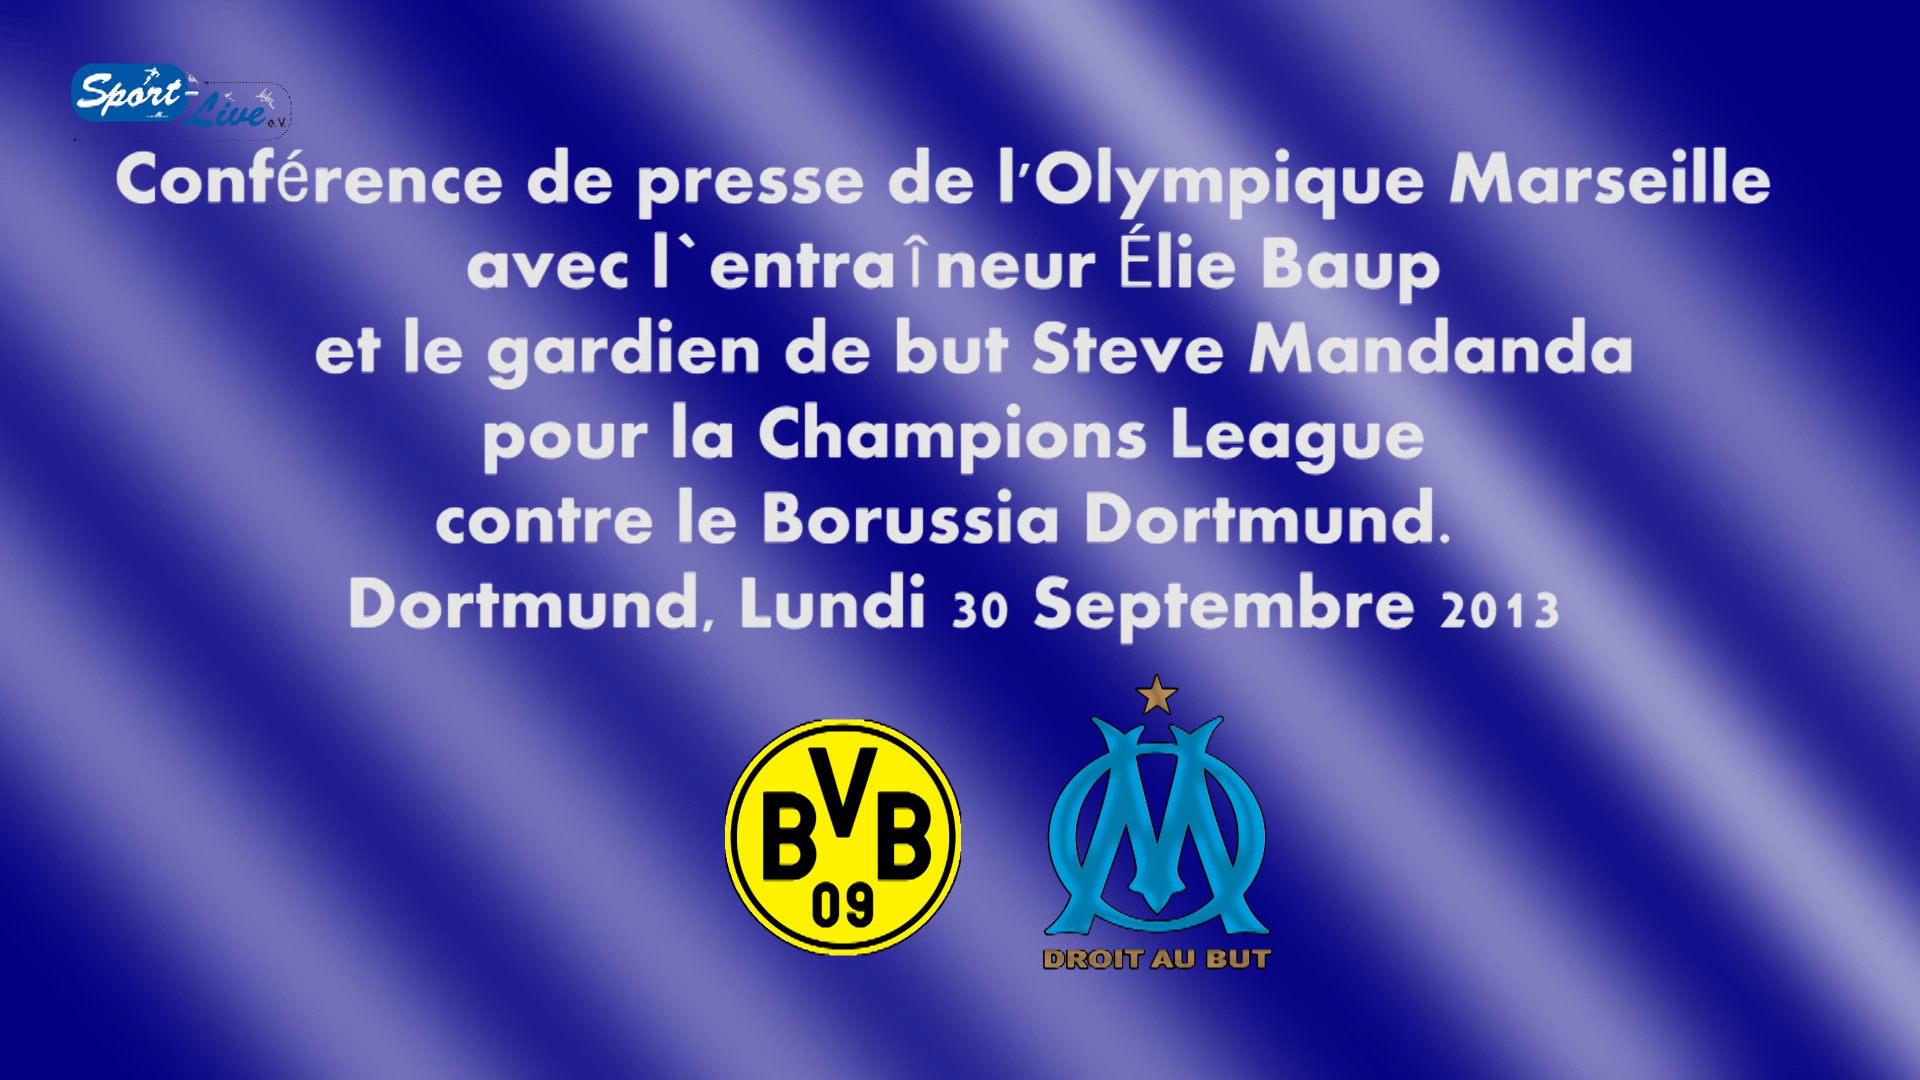 Sport-
Live e.V.
Conférence de presse de l'Olympique Marseille
avec l`entraîneur Élie Baup
et le gardien de but Steve Mandanda
pour la Champions League
contre le Borussia Dortmund.
Dortmund, Lundi 30 Septembre 2013
BVB
09
DROIT AU BUT